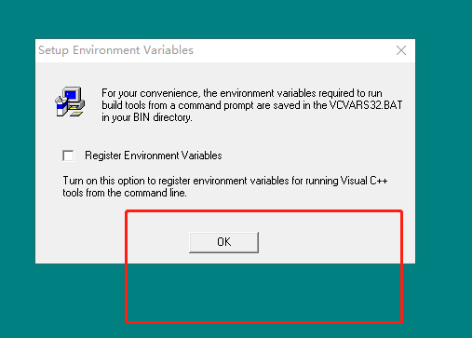 Setup Environment Variables
For your convenience, the environment variables required to run
build tools from a command prompt are saved in the VCVARS32.BAT
in your BIN directory.
Register Environment Variables
Turn on this option to register environment variables for running Visual C++
tools from the command line.
OK